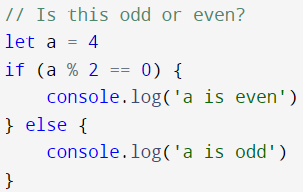 // Is this odd or even?
let a = 4
if (a % 2 == 0) {
    console.log('a is even')
} else {
    console.log('a is odd')
}